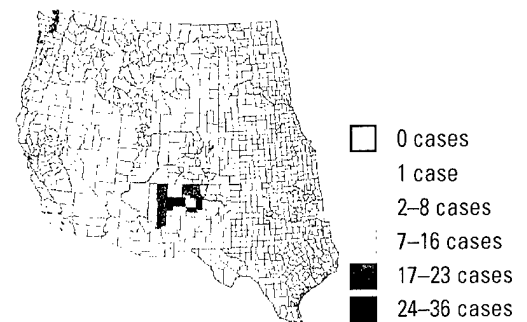 0 cases
1 case
2–8 cases
7–16 cases
17–23 cases
24–36 cases